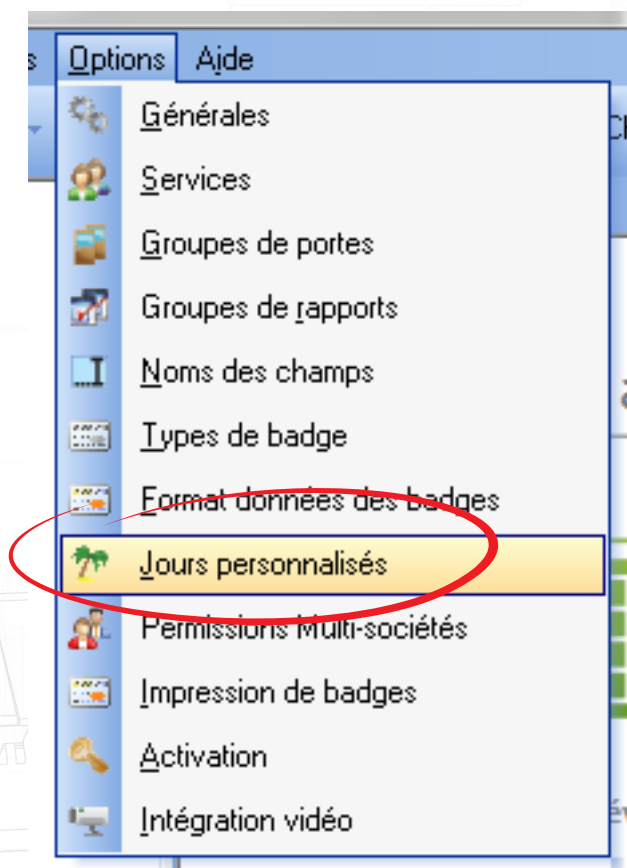 Options Aide
Générales
Services
Groupes de portes
Groupes de rapports
Noms des champs
Types de badge
Format données des badges
Jours personnalisés
Permissions Multi-sociétés
Impression de badges
Activation
Intégration vidéo